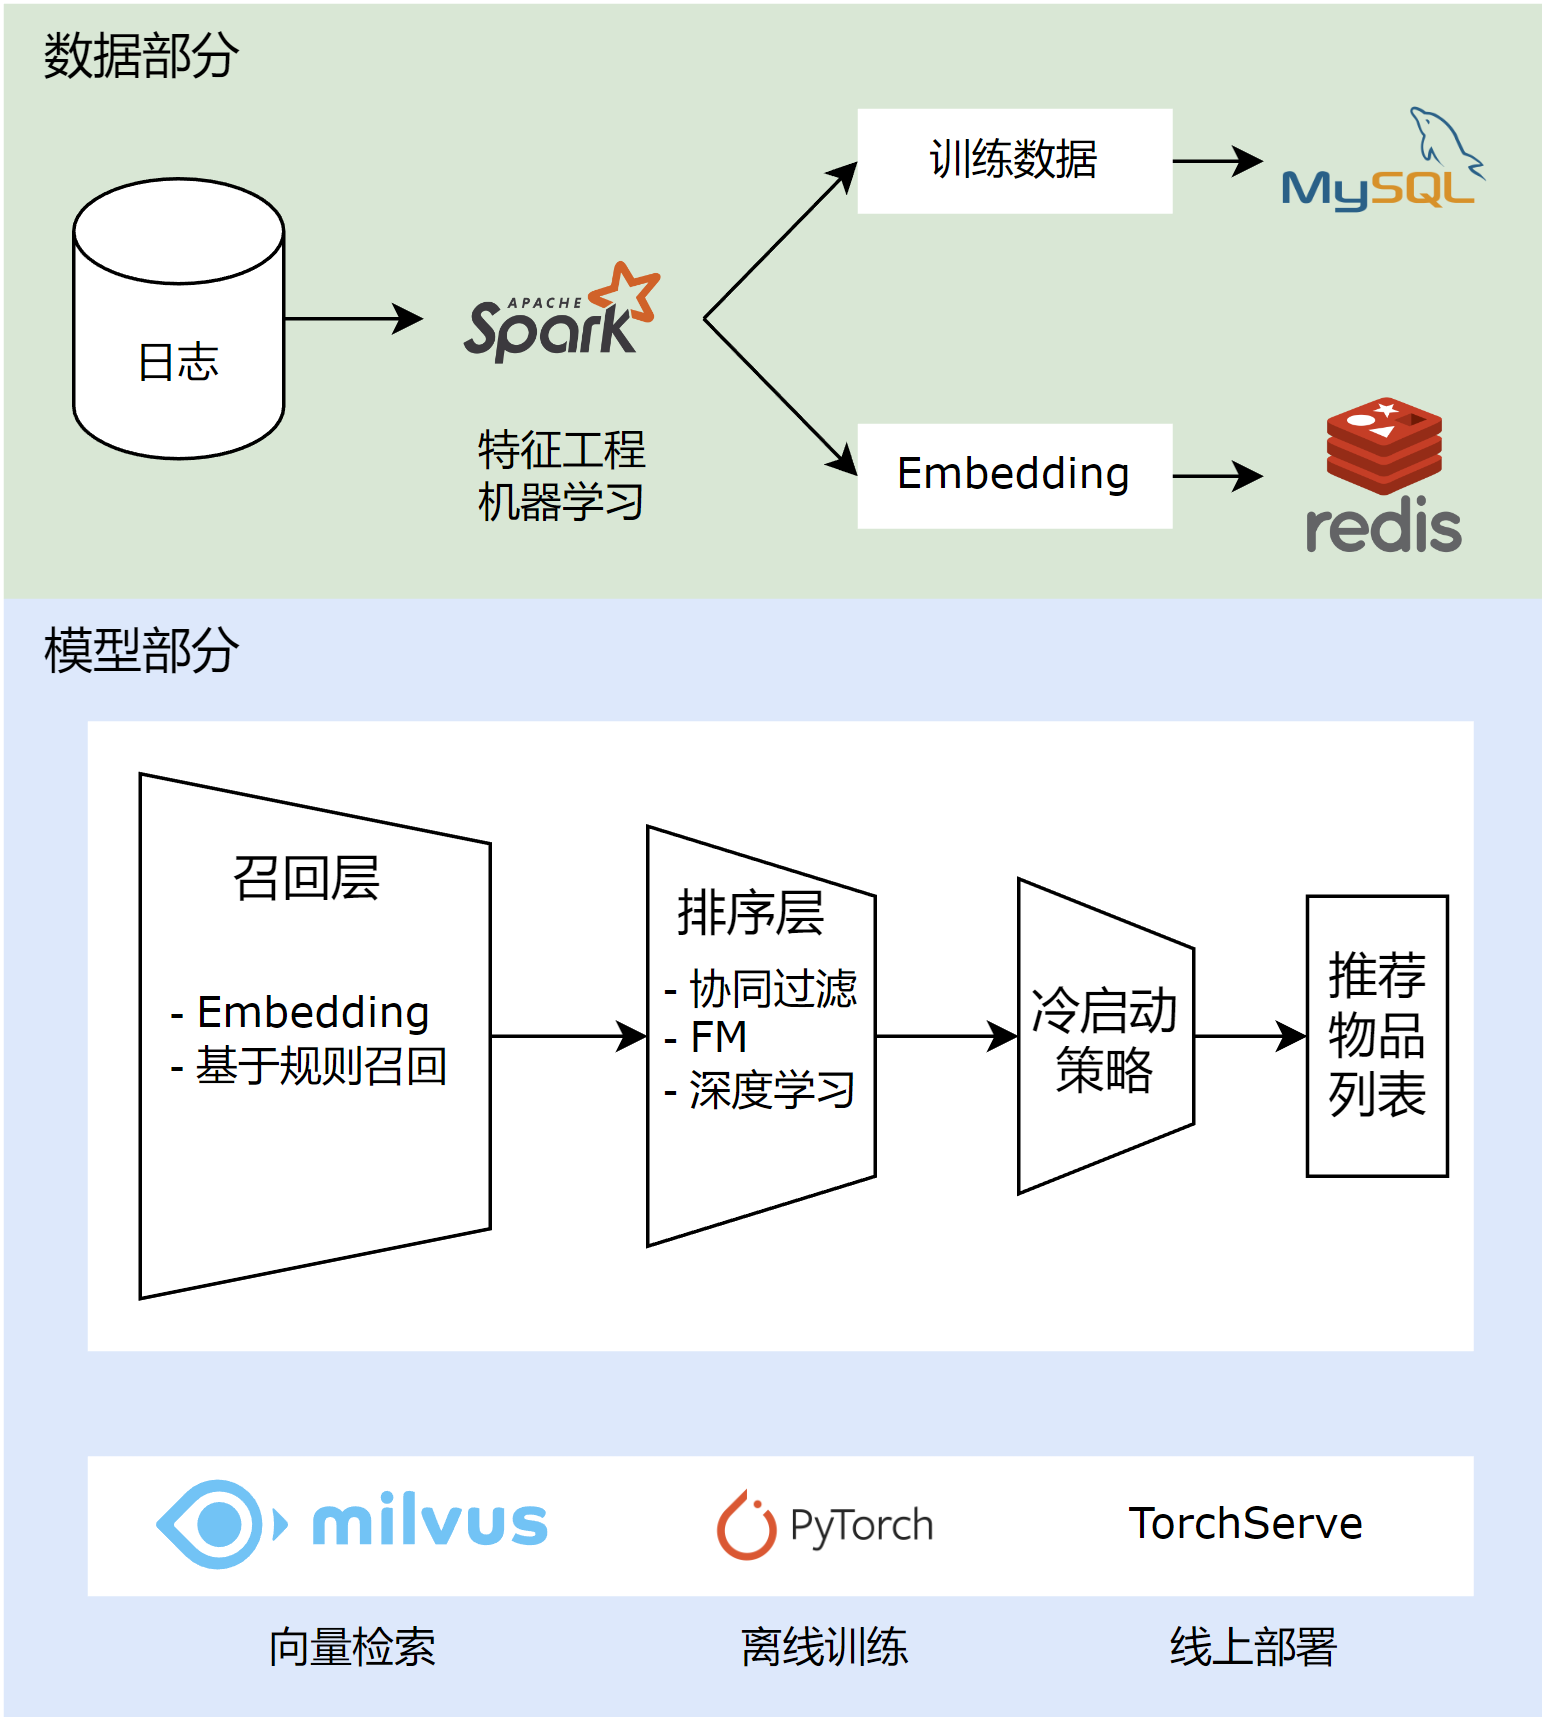 数据部分
日志
APACHE
Spark
特征工程
机器学习
训练数据
MySQL
Embedding
redis
模型部分
召回层
- Embedding
- 基于规则召回
排序层
- 协同过滤
- FM
- 深度学习
冷启动
策略
推荐
物品
列表
milvus
PyTorch
TorchServe
向量检索
离线训练
线上部署